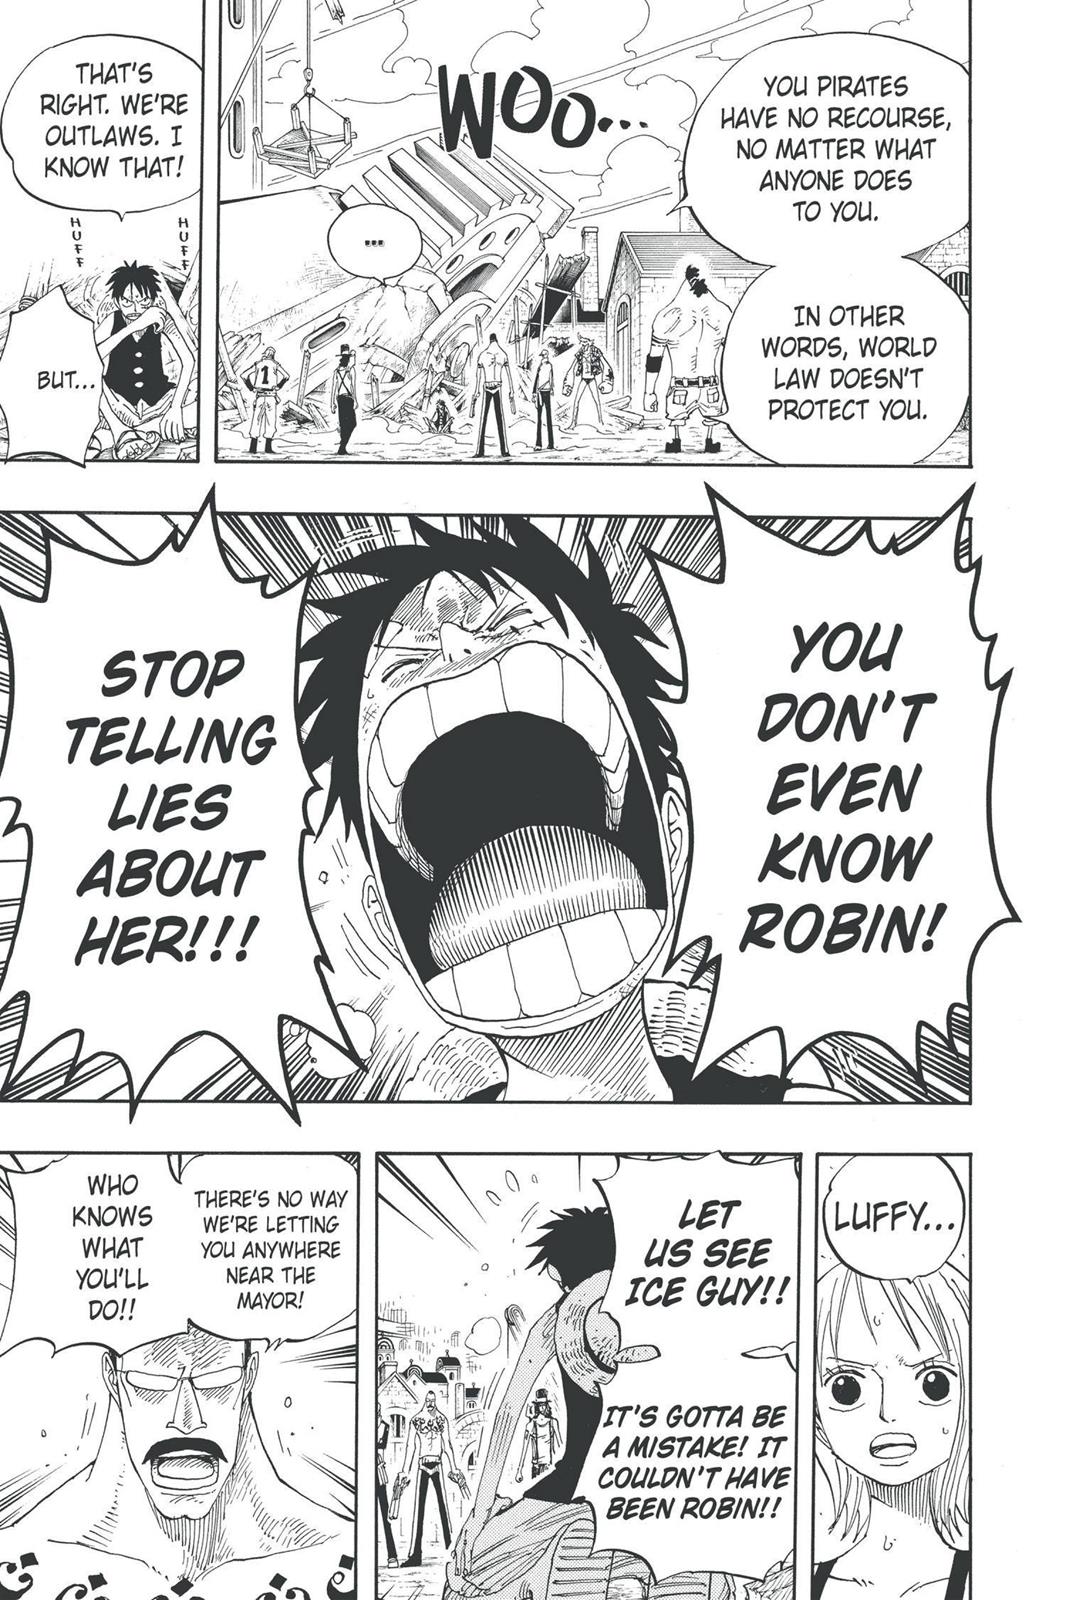 YOU PIRATES
HAVE NO RECOURSE,
NO MATTER WHAT
ANYONE DOES
TO YOU.
IN OTHER
WORDS, WORLD
LAW DOESN'T
PROTECT YOU.
WOO...
...
1
THAT'S
RIGHT. WE'RE
OUTLAWS. I
KNOW THAT!
HUFF
HUFF
BUT...
YOU
DON'T
EVEN
KNOW
ROBIN!
STOP
TELLING
LIES
ABOUT
HER!!!
LUFFY...
LET
US SEE
ICE GUY!!
IT'S GOTTA BE
A MISTAKE! IT
COULDN'T HAVE
BEEN ROBIN!!
THERE'S NO WAY
WE'RE LETTING
YOU ANYWHERE
NEAR THE
MAYOR!
WHO
KNOWS
WHAT
YOU'LL
DO!!